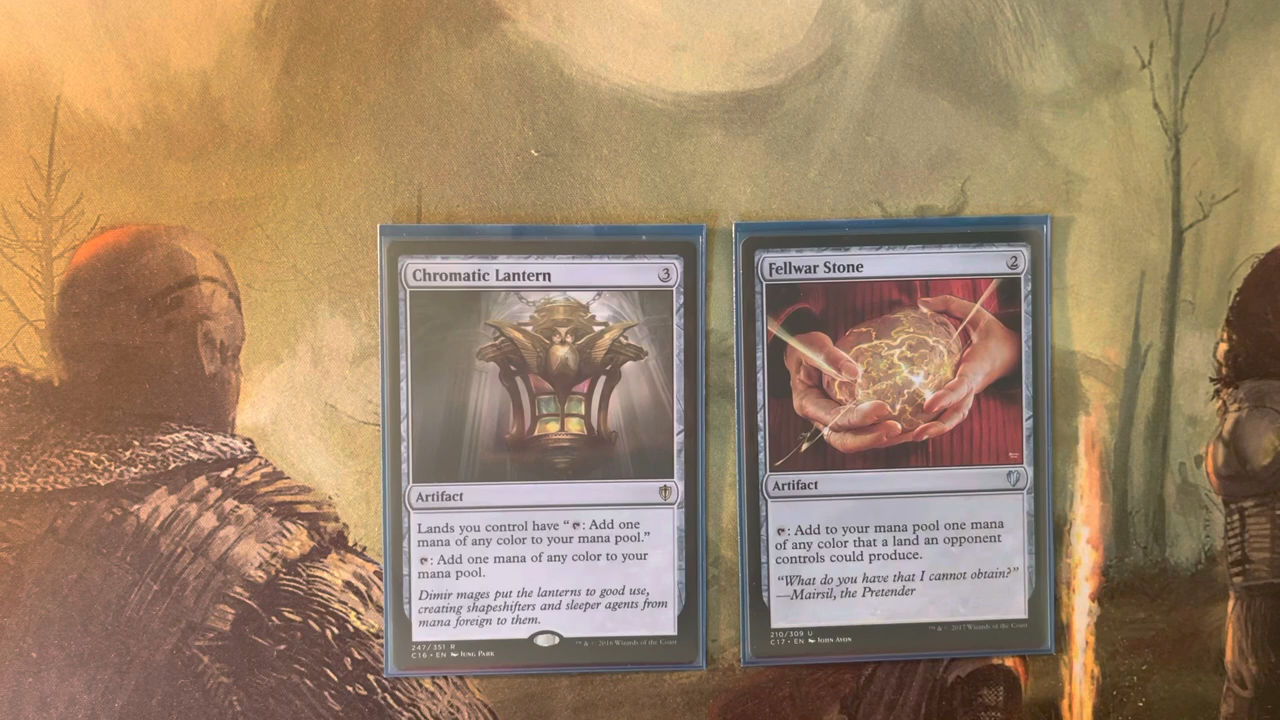 Chromatic Lantern 3
Artifact
Lands you control have “: Add one
mana of any color to your mana pool.”
: Add one mana of any color to your
mana pool.
Dimir mages put the lanterns to good use,
creating shapeshifters and sleeper agents from
mana foreign to them.
247/351 R
C16 • EN JUNG PARK
™ & © 2016 Wizards of the Coast
Fellwar Stone 2
Artifact
: Add to your mana pool one mana
of any color that a land an opponent
controls could produce.
“What do you have that I cannot obtain?”
—Mairsil, the Pretender
210/309 U
C17 • EN JOHN AVON
™ & © 2017 Wizards of the Coast